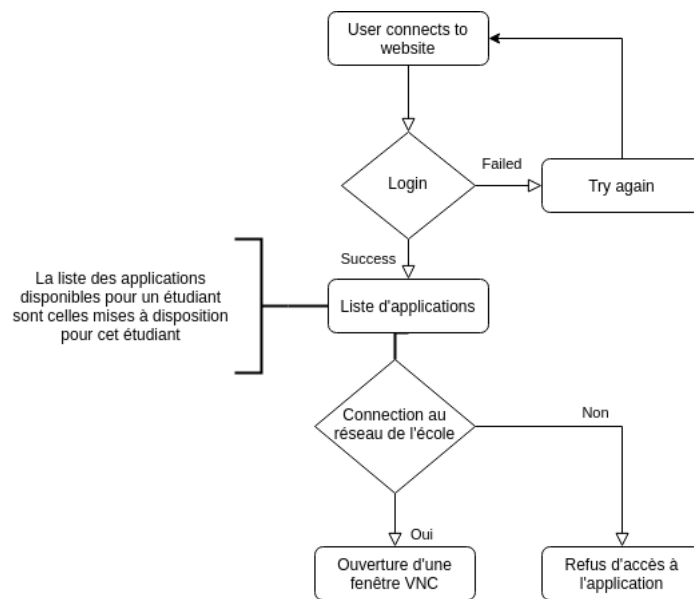 User connects to
website
Failed
Login
Try again
Success
La liste des applications
disponibles pour un étudiant
sont celles mises à disposition
pour cet étudiant
Liste d'applications
Connection au
réseau de l'école
Non
Oui
Ouverture d'une
fenêtre VNC
Refus d'accès à
l'application